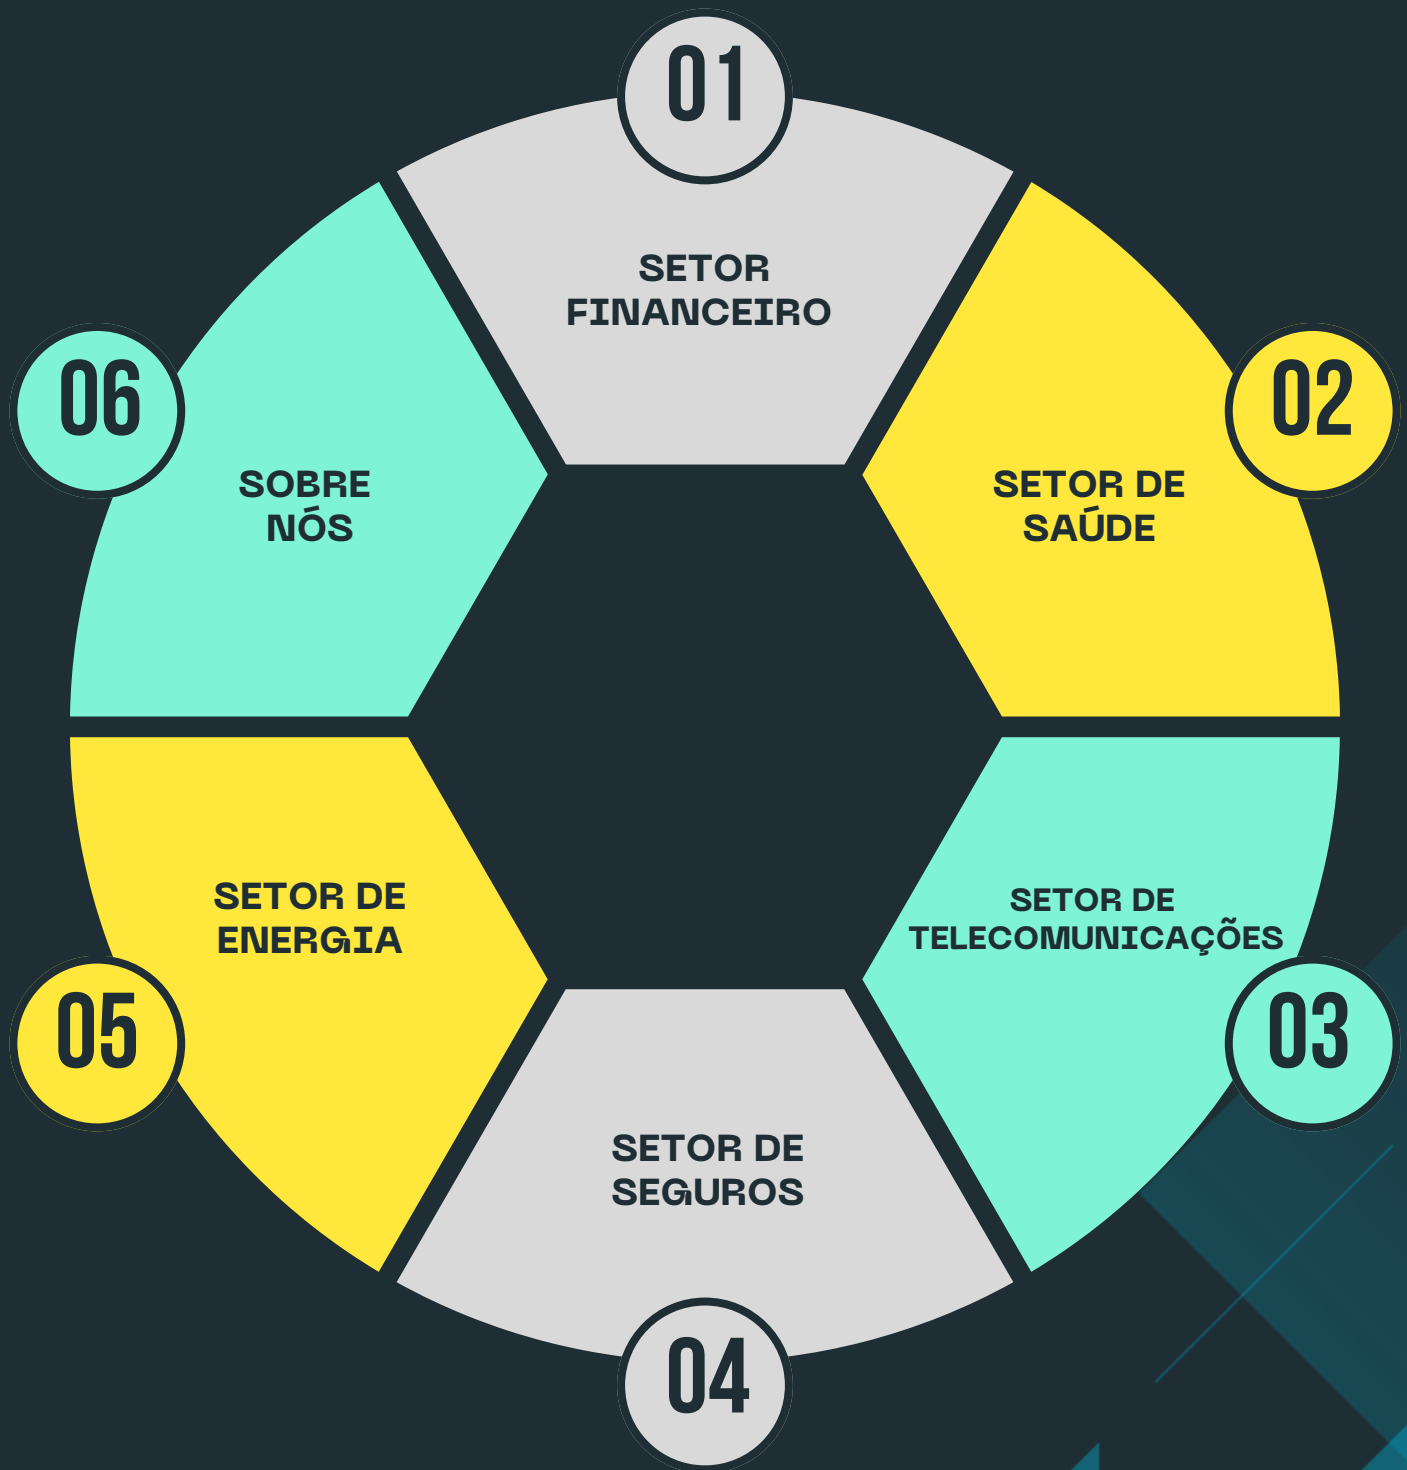 01
SETOR
FINANCEIRO
02
SETOR DE
SAÚDE
03
SETOR DE
TELECOMUNICAÇÕES
04
SETOR DE
SEGUROS
05
SETOR DE
ENERGIA
06
SOBRE
NÓS